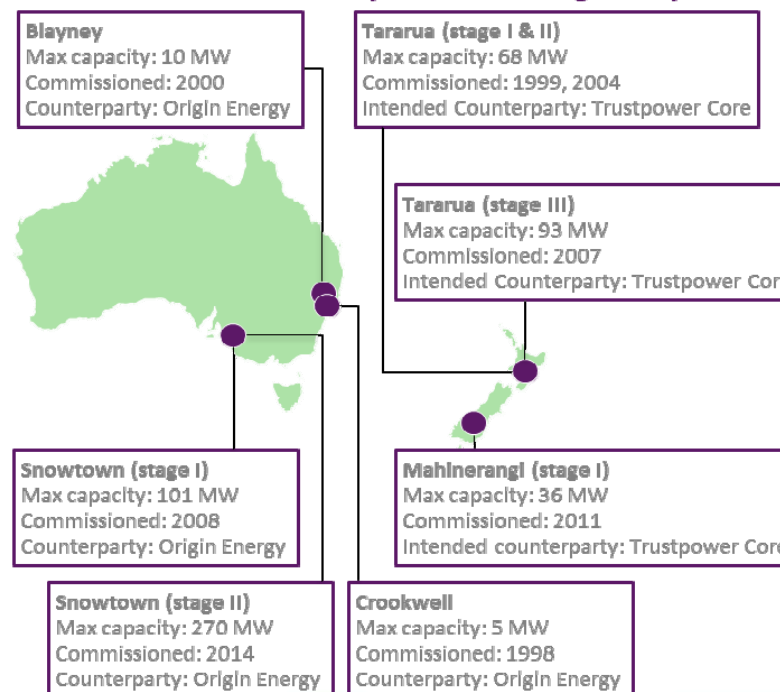 Blayney
Max capacity: 10 MW
Commissioned: 2000
Counterparty: Origin Energy
Tararua (stage I & II)
Max capacity: 68 MW
Commissioned: 1999, 2004
Intended Counterparty: Trustpower Core
Tararua (stage III)
Max capacity: 93 MW
Commissioned: 2007
Intended Counterparty: Trustpower Cor
Snowtown (stage I)
Max capacity: 101 MW
Commissioned: 2008
Counterparty: Origin Energy
Mahinerangi (stage I)
Max capacity: 36 MW
Commissioned: 2011
Intended counterparty: Trustpower Core
Snowtown (stage II)
Max capacity: 270 MW
Commissioned: 2014
Counterparty: Origin Energy
Crookwell
Max capacity: 5 MW
Commissioned: 1998
Counterparty: Origin Energy